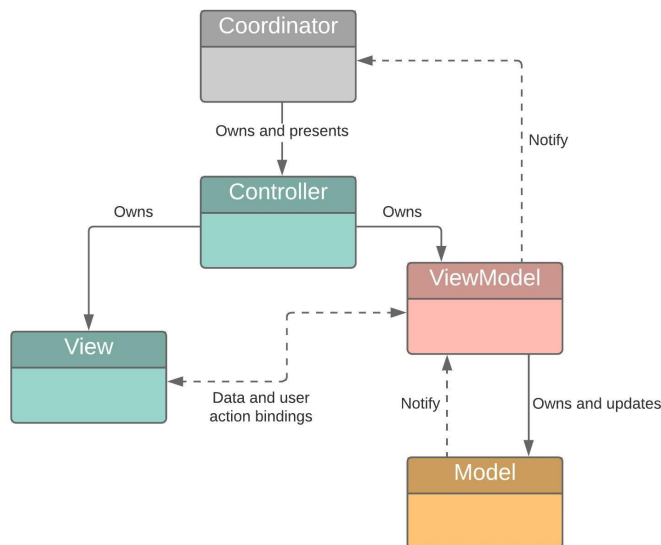 Coordinator
Owns and presents
Notify
Controller
Owns
Owns
ViewModel
View
Data and user
action bindings
Notify
Owns and updates
Model